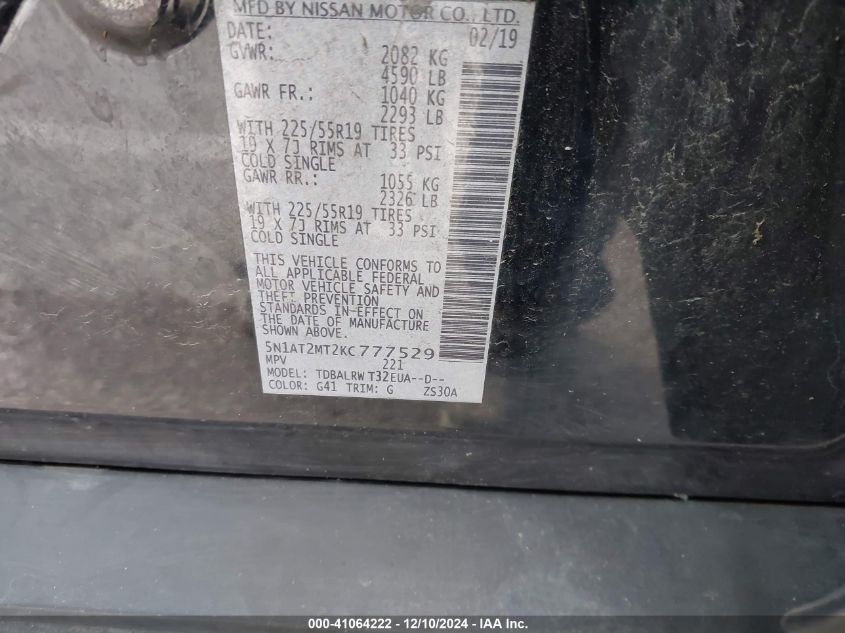 MFD BY NISSAN MOTOR CO., LTD.
DATE: 02/19
GVWR: 2082 KG
4590 LB
GAWR FR.: 1040 KG
2293 LB
WITH 225/55R19 TIRES
19 X 7J RIMS AT 33 PSI
COLD SINGLE
GAWR RR.: 1055 KG
2326 LB
WITH 225/55R19 TIRES
19 X 7J RIMS AT 33 PSI
COLD SINGLE
THIS VEHICLE CONFORMS TO
ALL APPLICABLE FEDERAL
MOTOR VEHICLE SAFETY AND
THEFT PREVENTION
STANDARDS IN-EFFECT ON
THE DATE OF MANUFACTURE
SHOWN ABOVE.
5N1AT2MT2KC777529
MPV 221
MODEL: TDBALRW T32EUA--D--
COLOR: G41 TRIM: G ZS30A
000-41064222 - 12/10/2024 - IAA Inc.